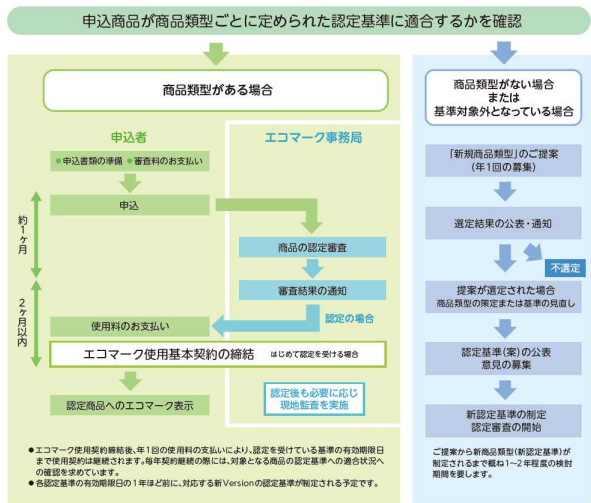 申込商品が商品類型ごとに定められた認定基準に適合するかを確認
商品類型がある場合
申込者
エコマーク事務局
●申込書類の準備 ●審査料のお支払い
申込
約1ヶ月
商品の認定審査
審査結果の通知
2ヶ月以内
認定の場合
使用料のお支払い
エコマーク使用基本契約の締結 はじめて認定を受ける場合
認定商品へのエコマーク表示
認定後も必要に応じ
現地監査を実施
●エコマーク使用契約締結後、年1回の使用料の支払いにより、認定を受けている基準の有効期限日
まで使用契約は継続されます。毎年契約継続の際には、対象となる商品の認定基準への適合状況へ
の確認を求めています。
●各認定基準の有効期限日の1年ほど前に、対応する新Versionの認定基準が制定される予定です。
商品類型がない場合
または
基準対象外となっている場合
「新規商品類型」のご提案
(年1回の募集)
選定結果の公表・通知
不選定
提案が選定された場合
商品類型の策定または基準の見直し
認定基準(案)の公表
意見の募集
新認定基準の制定
認定審査の開始
ご提案から新商品類型(新認定基準)が
制定されるまで概ね1~2年程度の検討
期間を要します。